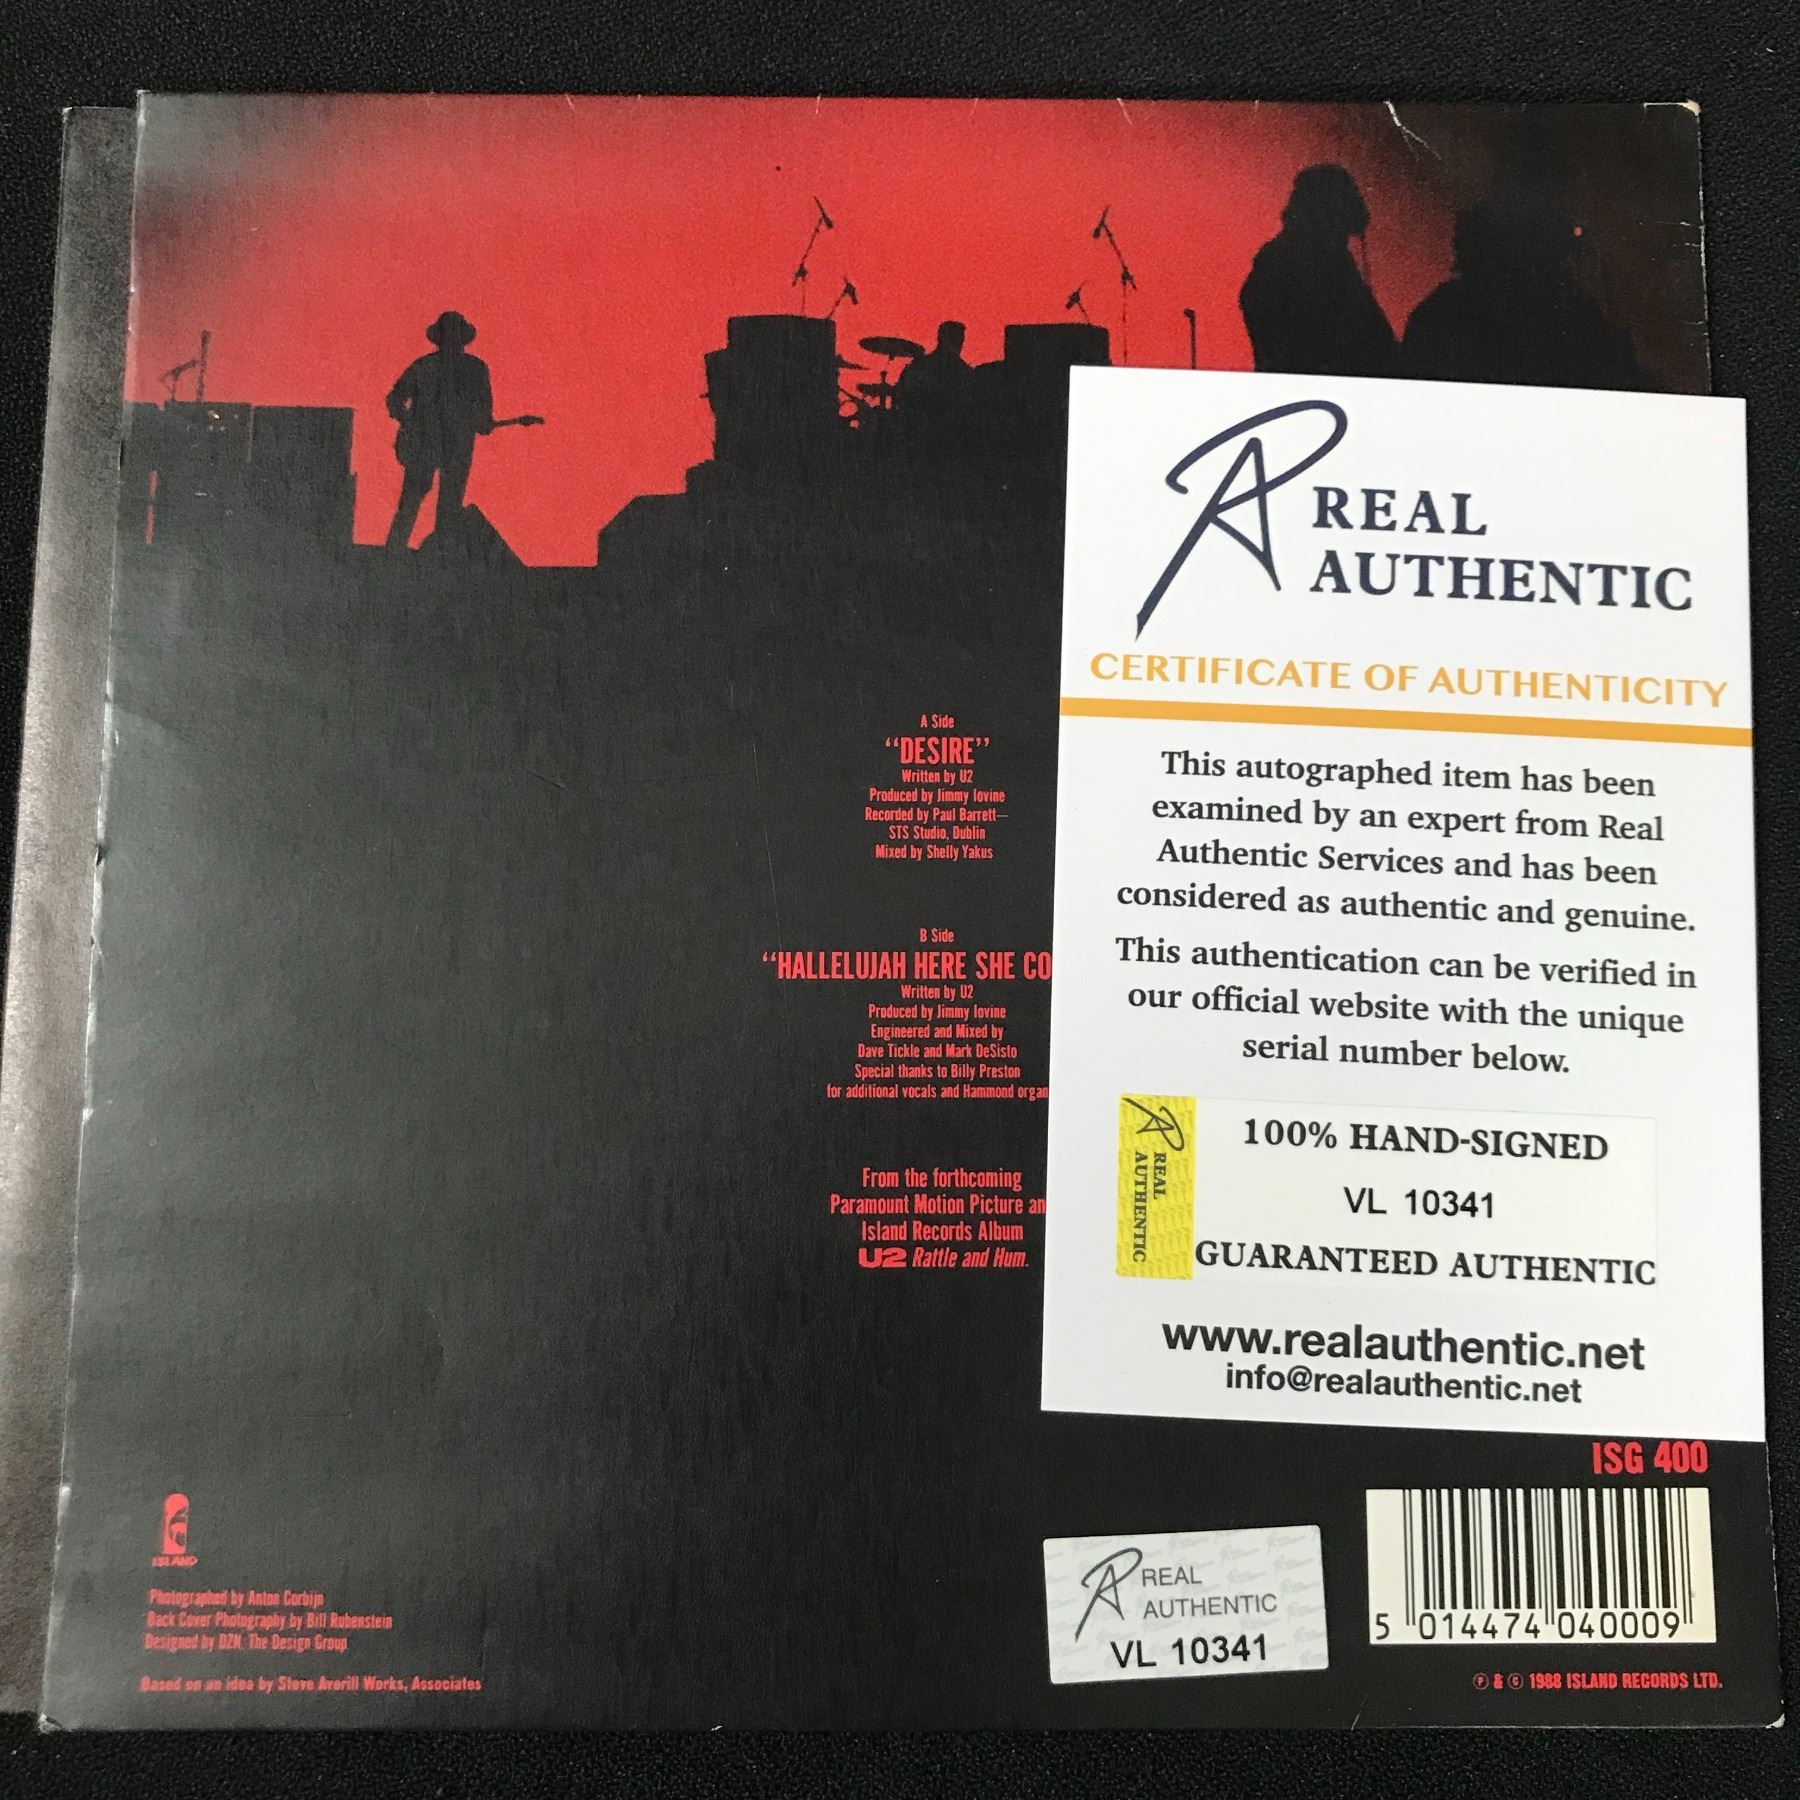 A Side
“DESIRE”
Written by U2
Produced by Jimmy Iovine
Recorded by Paul Barrett—
STS Studio, Dublin
Mixed by Shelly Yakus
B Side
“HALLELUJAH HERE SHE CO
Written by U2
Produced by Jimmy Iovine
Engineered and Mixed by
Dave Tickle and Mark DeSisto
Special thanks to Billy Preston
for additional vocals and Hammond organ
From the forthcoming
Paramount Motion Picture an
Island Records Album
U2 Rattle and Hum.
ISLAND
Photographed by Anton Corbijn
Back Cover Photography by Bill Rubenstein
Designed by DZN, The Design Group
Based on an idea by Steve Averill Works, Associates
REAL
AUTHENTIC
CERTIFICATE OF AUTHENTICITY
This autographed item has been
examined by an expert from Real
Authentic Services and has been
considered as authentic and genuine.
This authentication can be verified in
our official website with the unique
serial number below.
REAL
AUTHENTIC
100% HAND-SIGNED
VL 10341
GUARANTEED AUTHENTIC
www.realauthentic.net
info@realauthentic.net
ISG 400
5 014474 040009
REAL
AUTHENTIC
VL 10341
℗ & © 1988 ISLAND RECORDS LTD.